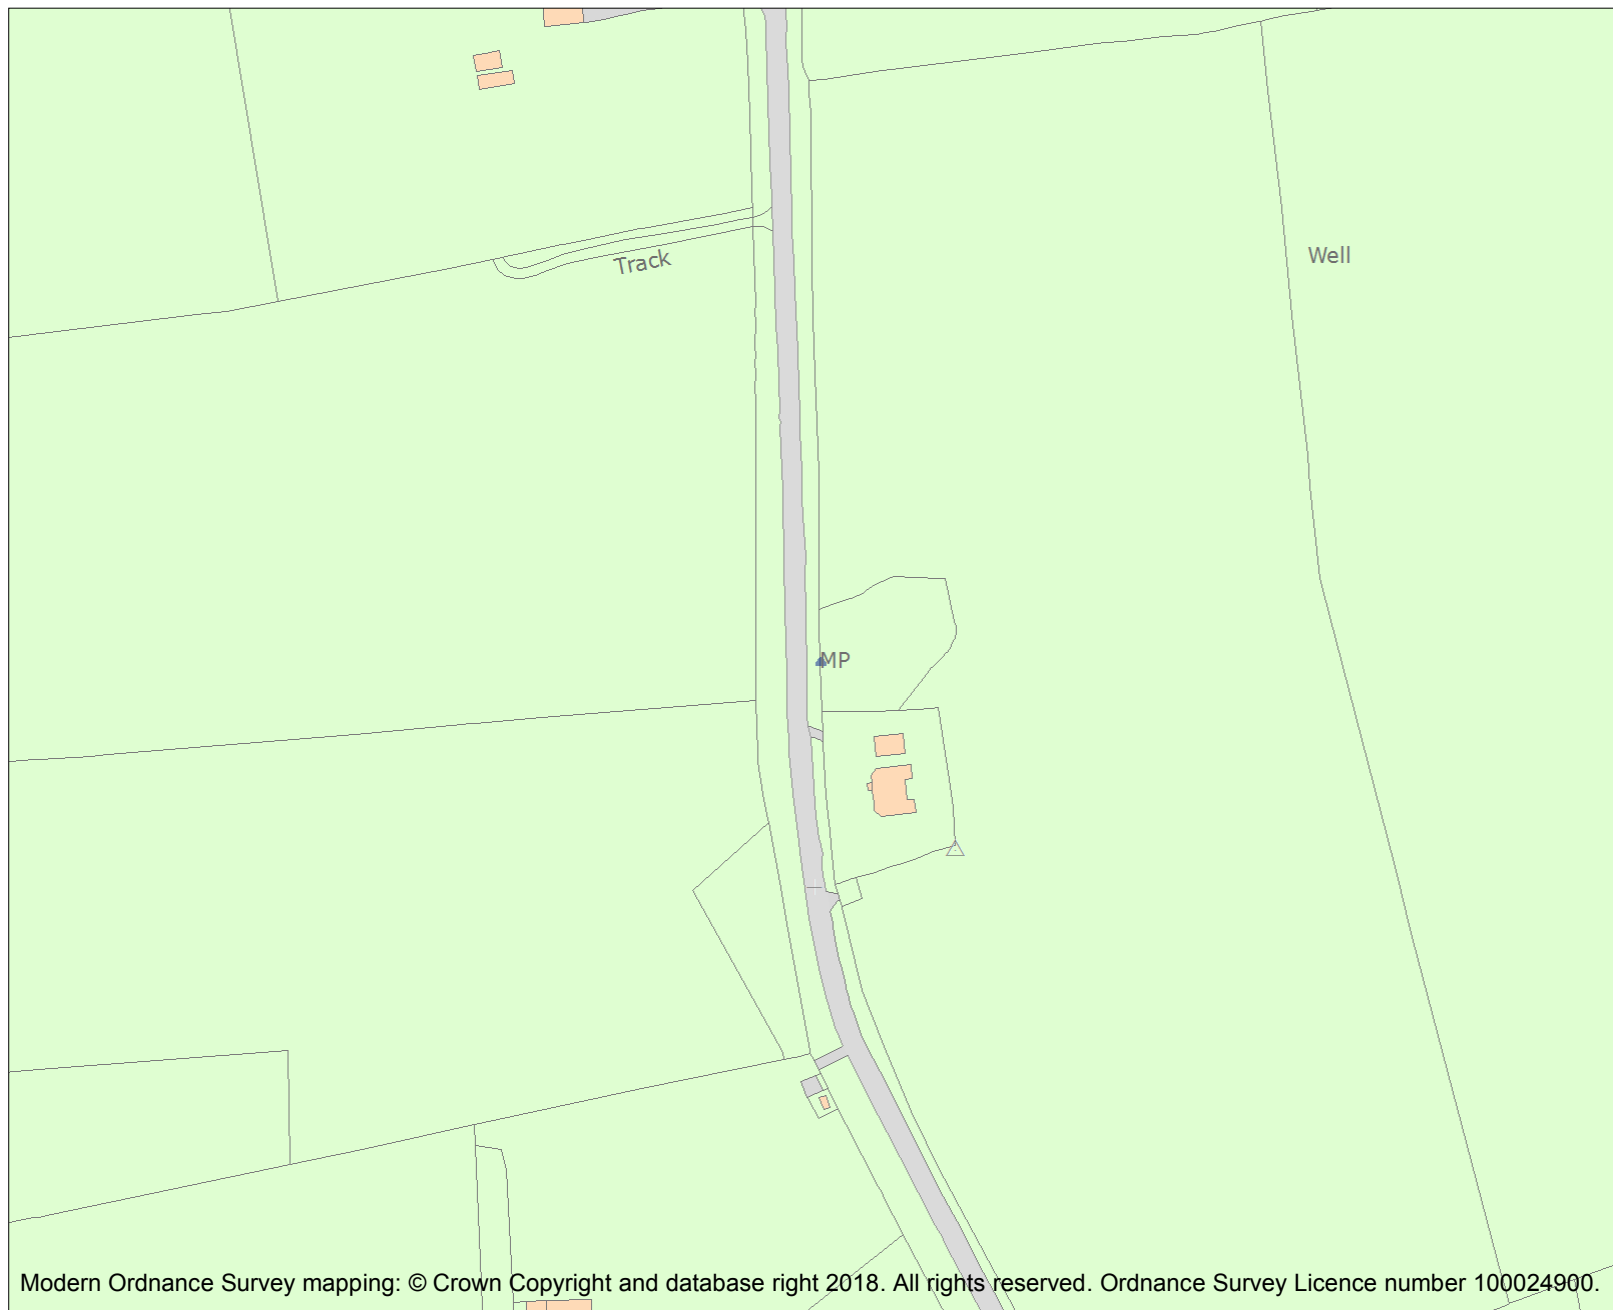 Well
Track
MP
Modern Ordnance Survey mapping: © Crown Copyright and database right 2018. All rights reserved. Ordnance Survey Licence number 100024900.